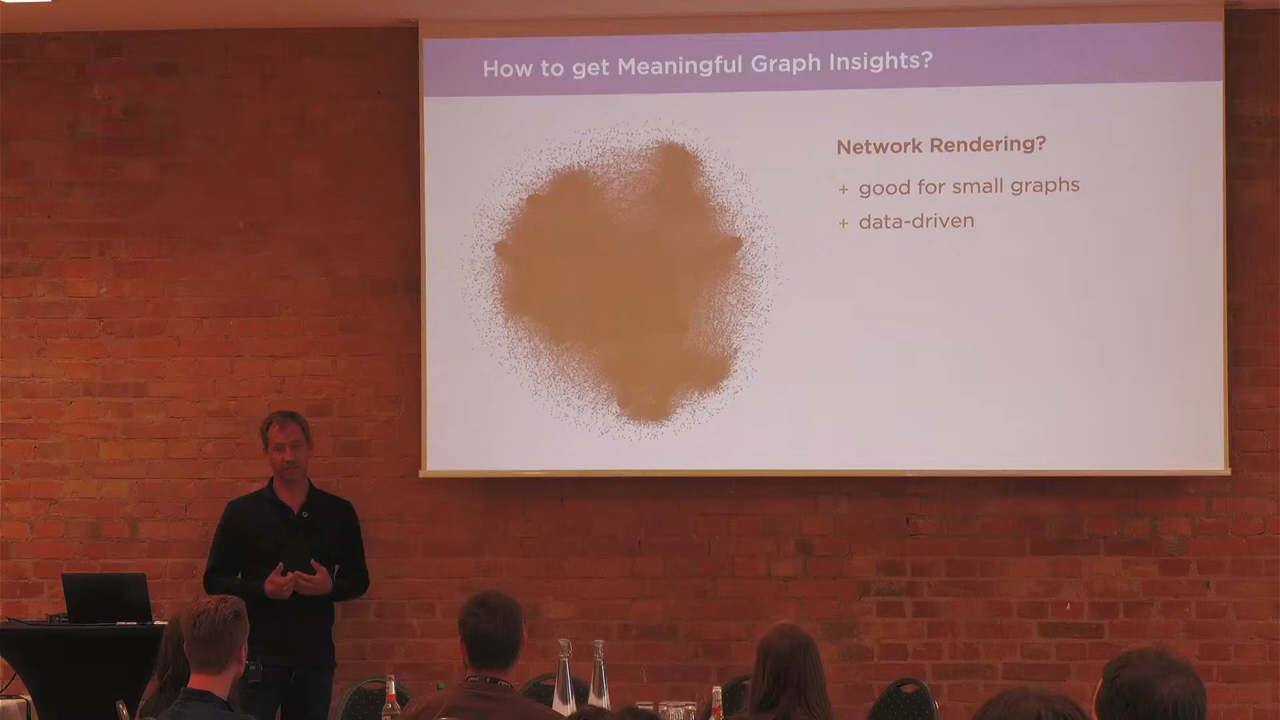 How to get Meaningful Graph Insights?
Network Rendering?
+ good for small graphs
+ data-driven